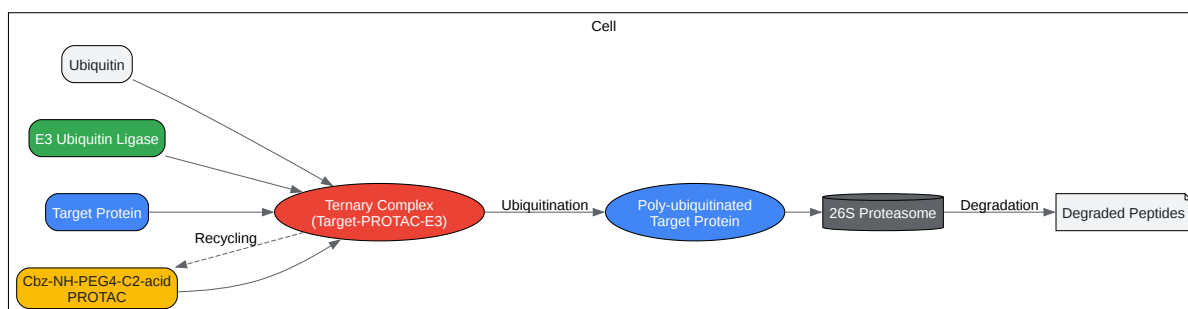 Cell
Ubiquitin
E3 Ubiquitin Ligase
Target Protein
Ternary Complex
(Target-PROTAC-E3)
Ubiquitination
Poly-ubiquitinated
Target Protein
26S Proteasome
Degradation
Degraded Peptides
Recycling
Cbz-NH-PEG4-C2-acid
PROTAC